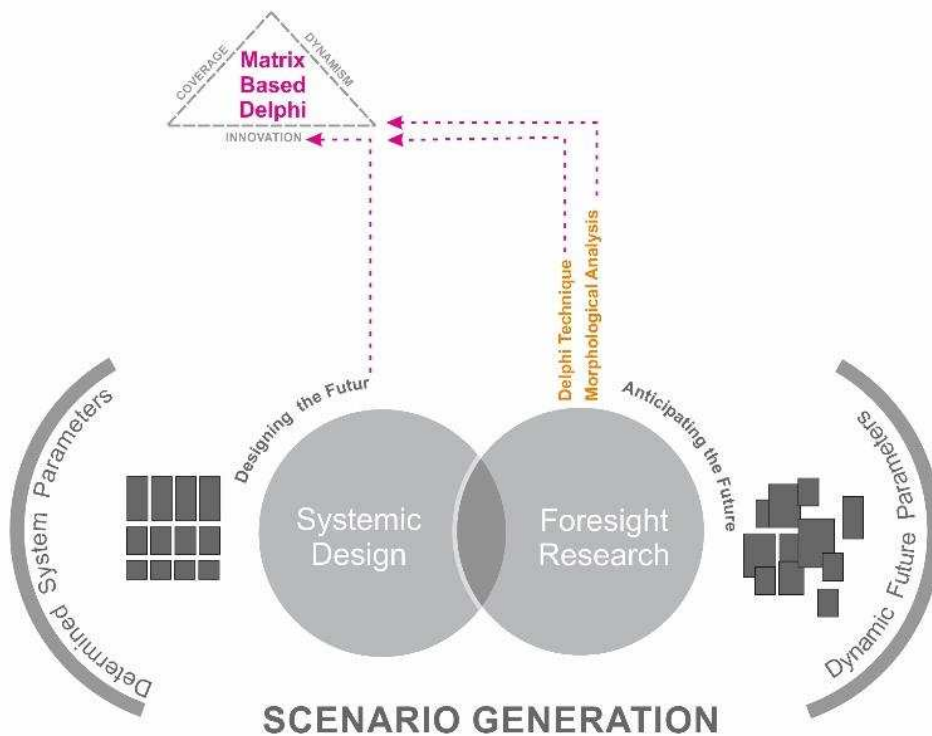 COVERAGE
DYNAMISM
Matrix
Based
Delphi
INNOVATION
Delphi Technique
Morphological Analysis
Designing the Futur
Anticipating the Future
Determined System Parameters
Systemic
Design
Foresight
Research
Dynamic Future Parameters
SCENARIO GENERATION